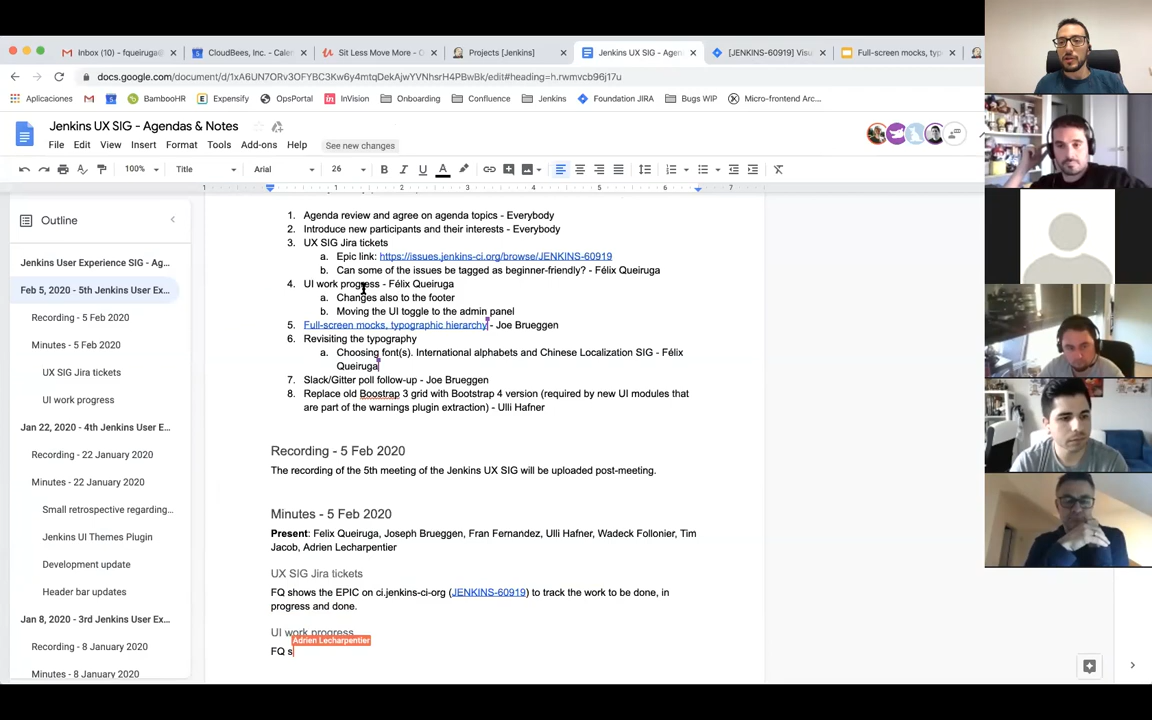 Inbox (10) - fqueiruga@
CloudBees, Inc. - Caler
Sit Less Move More - C
Projects [Jenkins]
Jenkins UX SIG - Agen
[JENKINS-60919] Visu
Full-screen mocks, typ
docs.google.com/document/d/1xA6UN7ORv3OFYBC3Kw6y4mtqDekAjwYVNhsrH4PBwBk/edit#heading=h.rwmvcb96j17u
Aplicaciones
BambooHR
Expensify
OpsPortal
InVision
Onboarding
Confluence
Jenkins
Foundation JIRA
Bugs WIP
Micro-frontend Arc...
Jenkins UX SIG - Agendas & Notes
File Edit View Insert Format Tools Add-ons Help See new changes
100% Title Arial 26 B I U A
1 1 2 3 4 5 6 7
Outline
Jenkins User Experience SIG - Ag...
Feb 5, 2020 - 5th Jenkins User Ex...
Recording - 5 Feb 2020
Minutes - 5 Feb 2020
UX SIG Jira tickets
UI work progress
Jan 22, 2020 - 4th Jenkins User E...
Recording - 22 January 2020
Minutes - 22 January 2020
Small retrospective regarding...
Jenkins UI Themes Plugin
Development update
Header bar updates
Jan 8, 2020 - 3rd Jenkins User Ex...
Recording - 8 January 2020
Minutes - 8 January 2020
1. Agenda review and agree on agenda topics - Everybody
2. Introduce new participants and their interests - Everybody
3. UX SIG Jira tickets
a. Epic link: https://issues.jenkins-ci.org/browse/JENKINS-60919
b. Can some of the issues be tagged as beginner-friendly? - Félix Queiruga
4. UI work progress - Félix Queiruga
a. Changes also to the footer
b. Moving the UI toggle to the admin panel
5. Full-screen mocks, typographic hierarchy - Joe Brueggen
6. Revisiting the typography
a. Choosing font(s). International alphabets and Chinese Localization SIG - Félix
Queiruga
7. Slack/Gitter poll follow-up - Joe Brueggen
8. Replace old Boostrap 3 grid with Bootstrap 4 version (required by new UI modules that
are part of the warnings plugin extraction) - Ulli Hafner
Recording - 5 Feb 2020
The recording of the 5th meeting of the Jenkins UX SIG will be uploaded post-meeting.
Minutes - 5 Feb 2020
Present: Felix Queiruga, Joseph Brueggen, Fran Fernandez, Ulli Hafner, Wadeck Follonier, Tim
Jacob, Adrien Lecharpentier
UX SIG Jira tickets
FQ shows the EPIC on ci.jenkins-ci-org (JENKINS-60919) to track the work to be done, in
progress and done.
UI work progress
Adrien Lecharpentier
FQ s